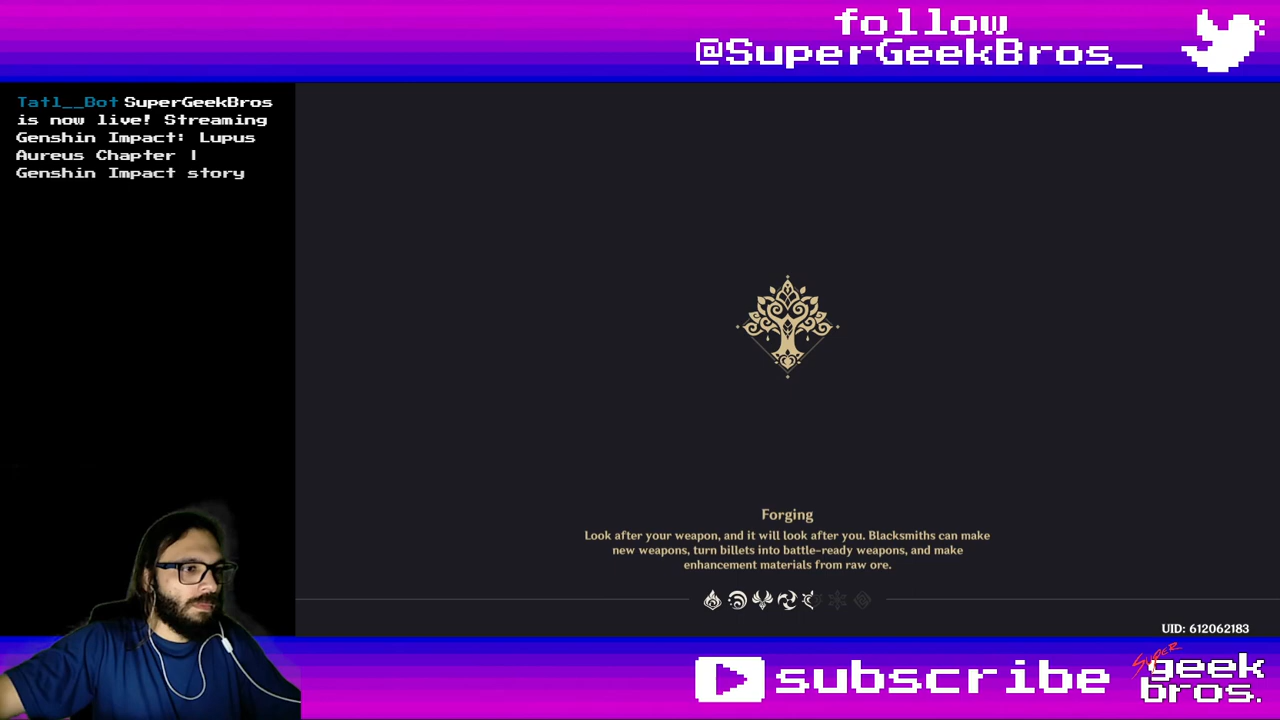 follow
@SuperGeekBros_
Tatl__Bot SuperGeekBros
is now live! Streaming
Genshin Impact: Lupus
Aureus Chapter |
Genshin Impact story
Forging
Look after your weapon, and it will look after you. Blacksmiths can make
new weapons, turn billets into battle-ready weapons, and make
enhancement materials from raw ore.
UID: 612062183
subscribe
SUPER
geek
bros.